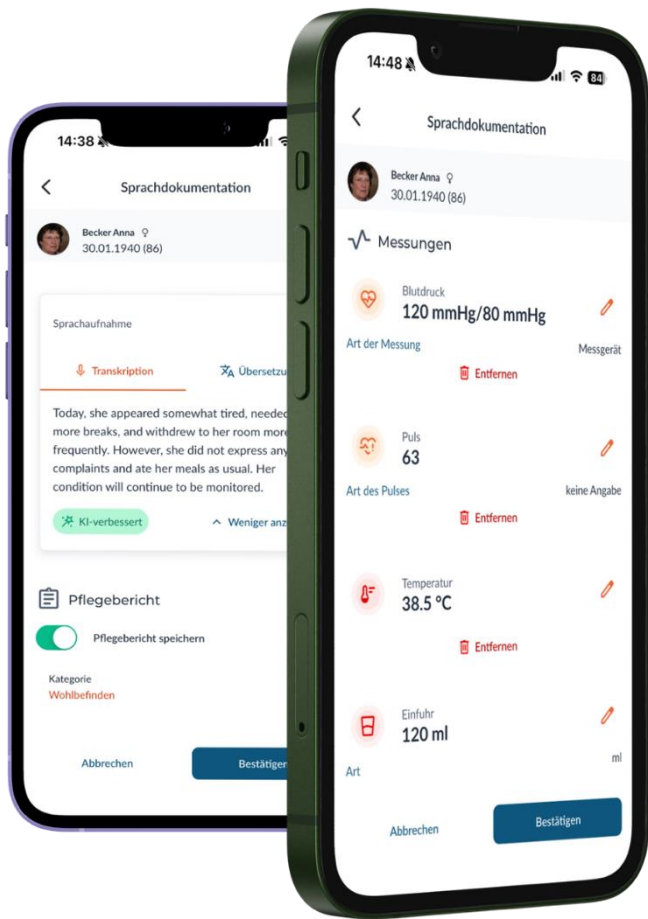 14:38
Sprachdokumentation
Becker Anna ♀
30.01.1940 (86)
Sprachaufnahme
Transkription
Übersetzu
Today, she appeared somewhat tired, needed
more breaks, and withdrew to her room more
frequently. However, she did not express any
complaints and ate her meals as usual. Her
condition will continue to be monitored.
KI-verbessert
Weniger anz
Pflegebericht
Pflegebericht speichern
Kategorie
Wohlbefinden
Abbrechen
Bestätigen
14:48
84
Sprachdokumentation
Becker Anna ♀
30.01.1940 (86)
Messungen
Blutdruck
120 mmHg/80 mmHg
Art der Messung
Messgerät
Entfernen
Puls
63
Art des Pulses
keine Angabe
Entfernen
Temperatur
38.5 °C
Entfernen
Einfuhr
120 ml
Art
ml
Abbrechen
Bestätigen